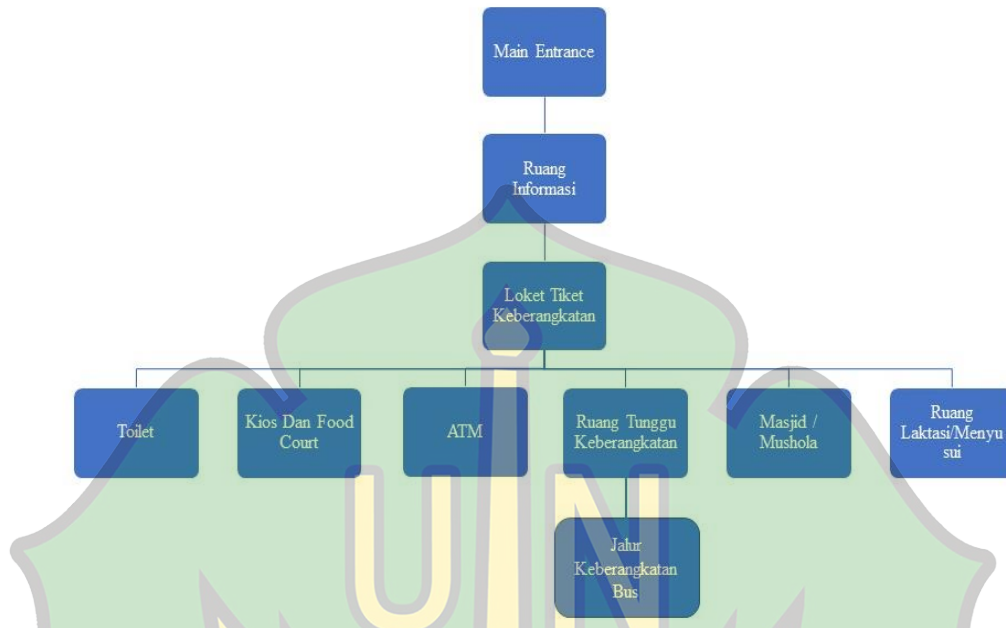 Main Entrance
Ruang
Informasi
Loket Tiket
Keberangkatan
Toilet
Kios Dan Food
Court
ATM
Ruang Tunggu
Keberangkatan
Masjid /
Mushola
Ruang
Laktasi/Menyu
sui
Jalur
Keberangkatan
Bus
UIN